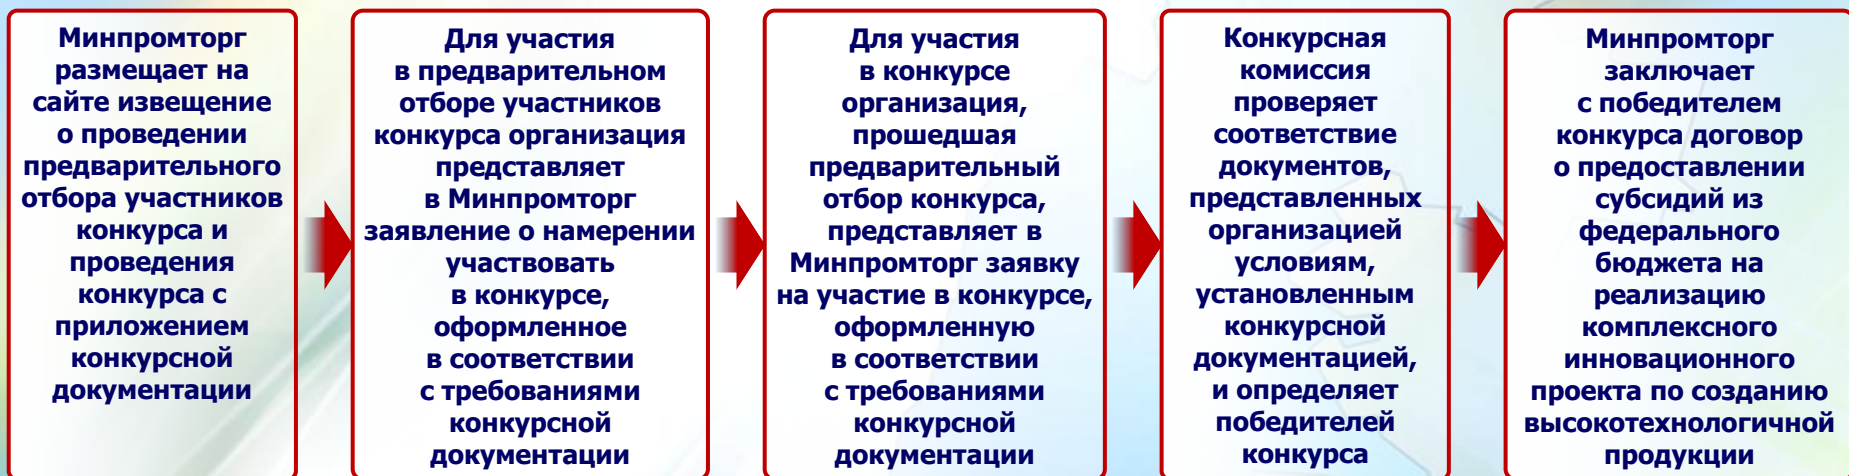 Минпромторг
размещает на
сайте извещение
о проведении
предварительного
отбора участников
конкурса и
проведения
конкурса с
приложением
конкурсной
документации
Для участия
в предварительном
отборе участников
конкурса организация
представляет
в Минпромторг
заявление о намерении
участвовать
в конкурсе,
оформленное
в соответствии
с требованиями
конкурсной
документации
Для участия
в конкурсе
организация,
прошедшая
предварительный
отбор конкурса,
представляет в
Минпромторг заявку
на участие в конкурсе,
оформленную
в соответствии
с требованиями
конкурсной
документации
Конкурсная
комиссия
проверяет
соответствие
документов,
представленных
организацией
условиям,
установленным
конкурсной
документацией,
и определяет
победителей
конкурса
Минпромторг
заключает
с победителем
конкурса договор
о предоставлении
субсидий из
федерального
бюджета на
реализацию
комплексного
инновационного
проекта по созданию
высокотехнологичной
продукции